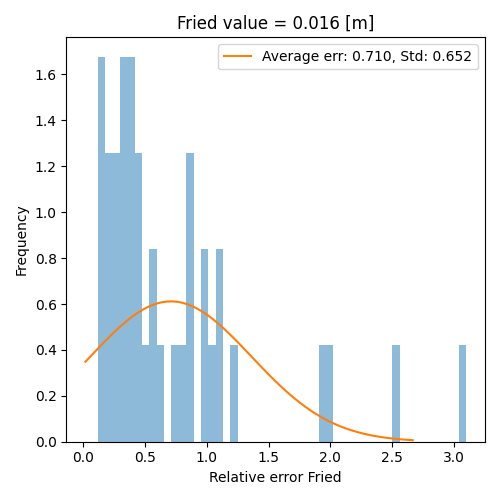 Fried value = 0.016 [m]
Average err: 0.710, Std: 0.652
Frequency
1.6
1.4
1.2
1.0
0.8
0.6
0.4
0.2
0.0
0.0 0.5 1.0 1.5 2.0 2.5 3.0
Relative error Fried